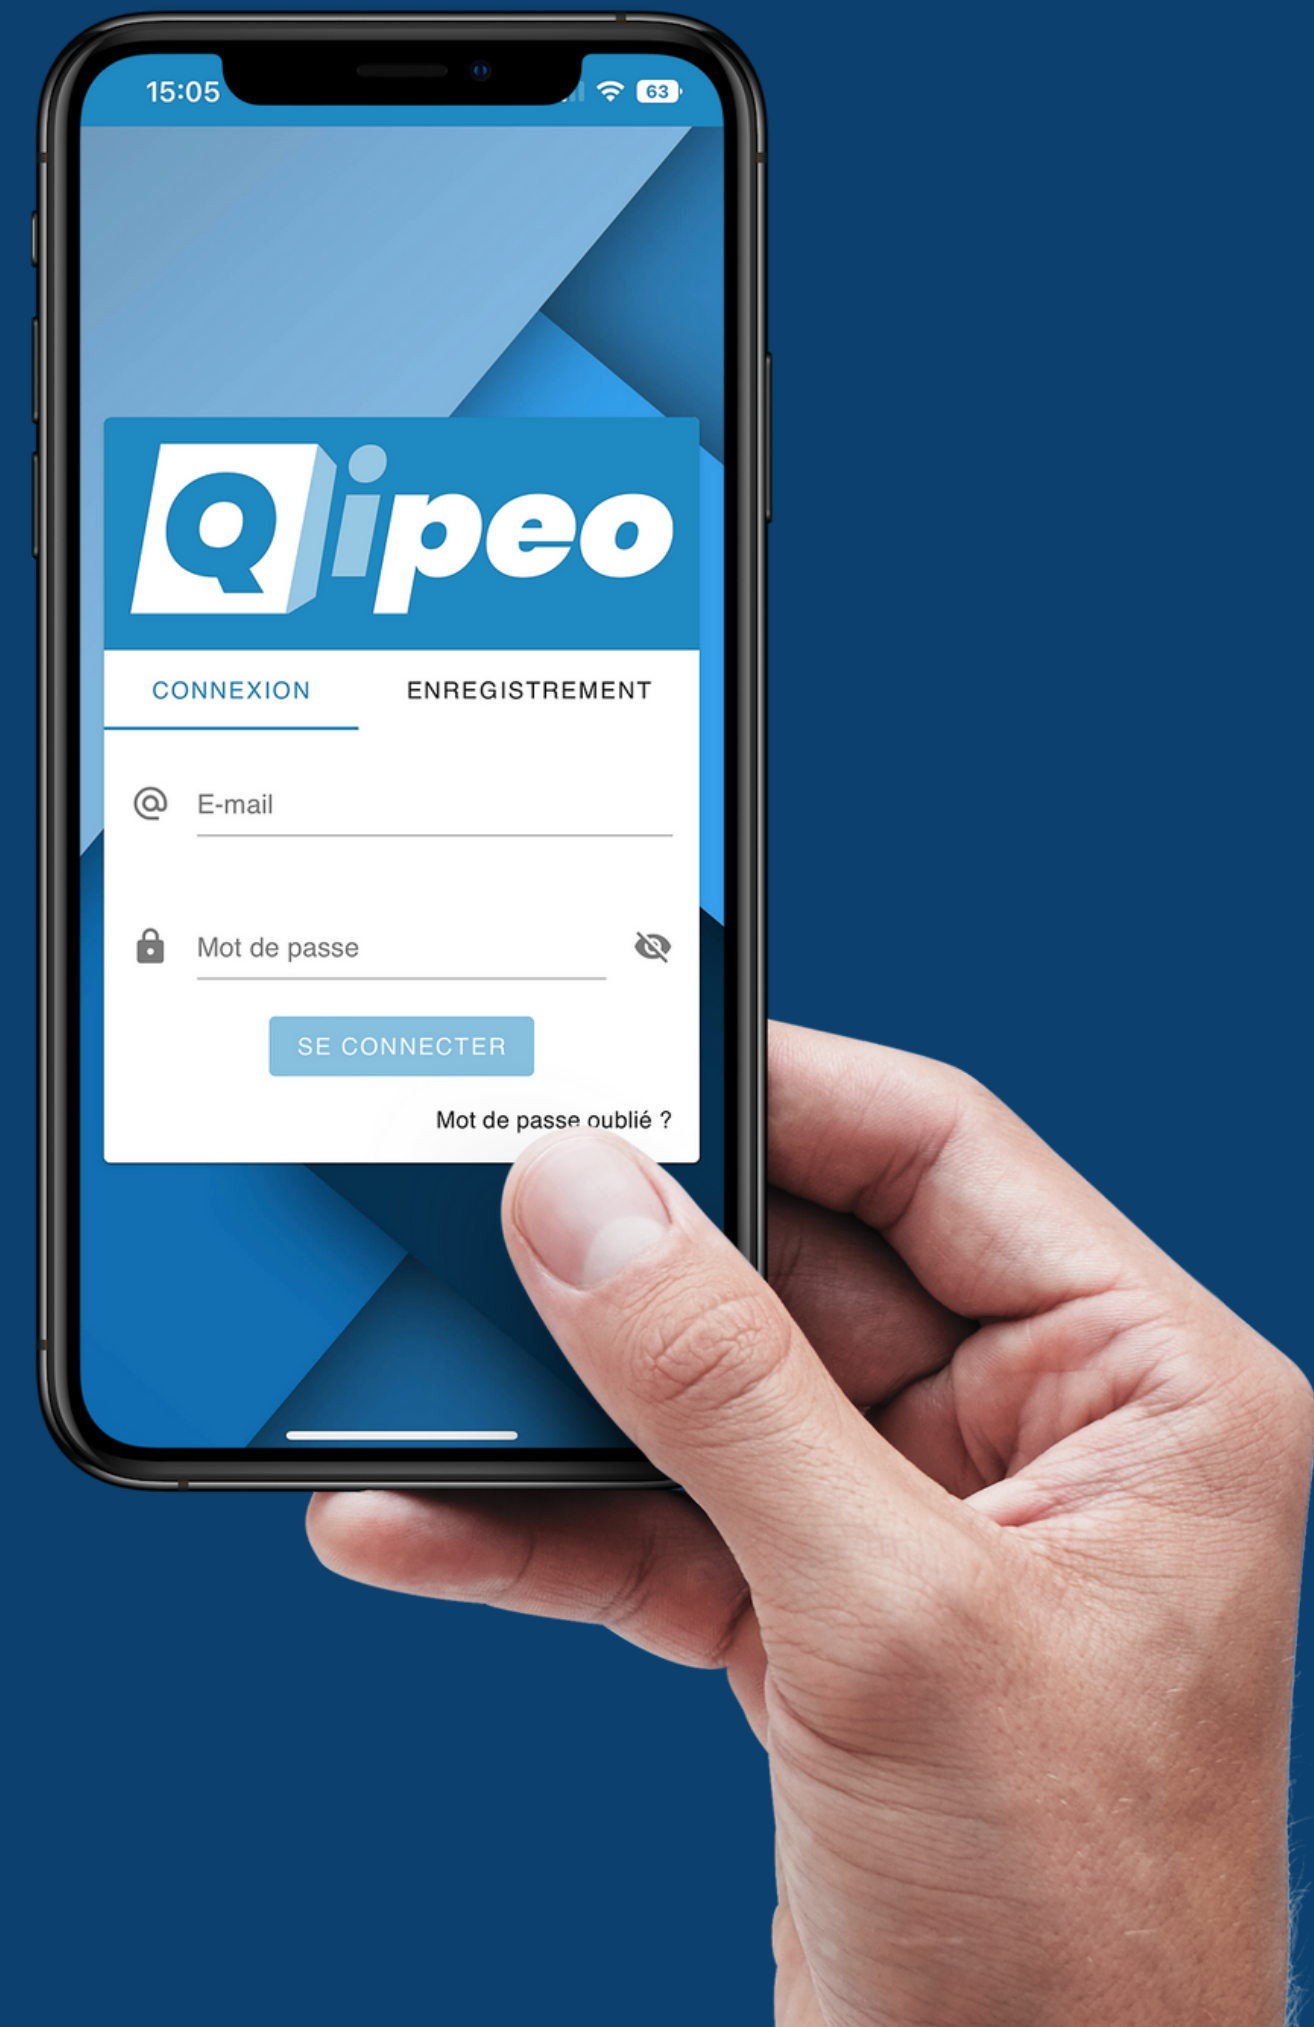 15:05
63
Qipeo
CONNEXION
ENREGISTREMENT
E-mail
Mot de passe
SE CONNECTER
Mot de passe oublié ?